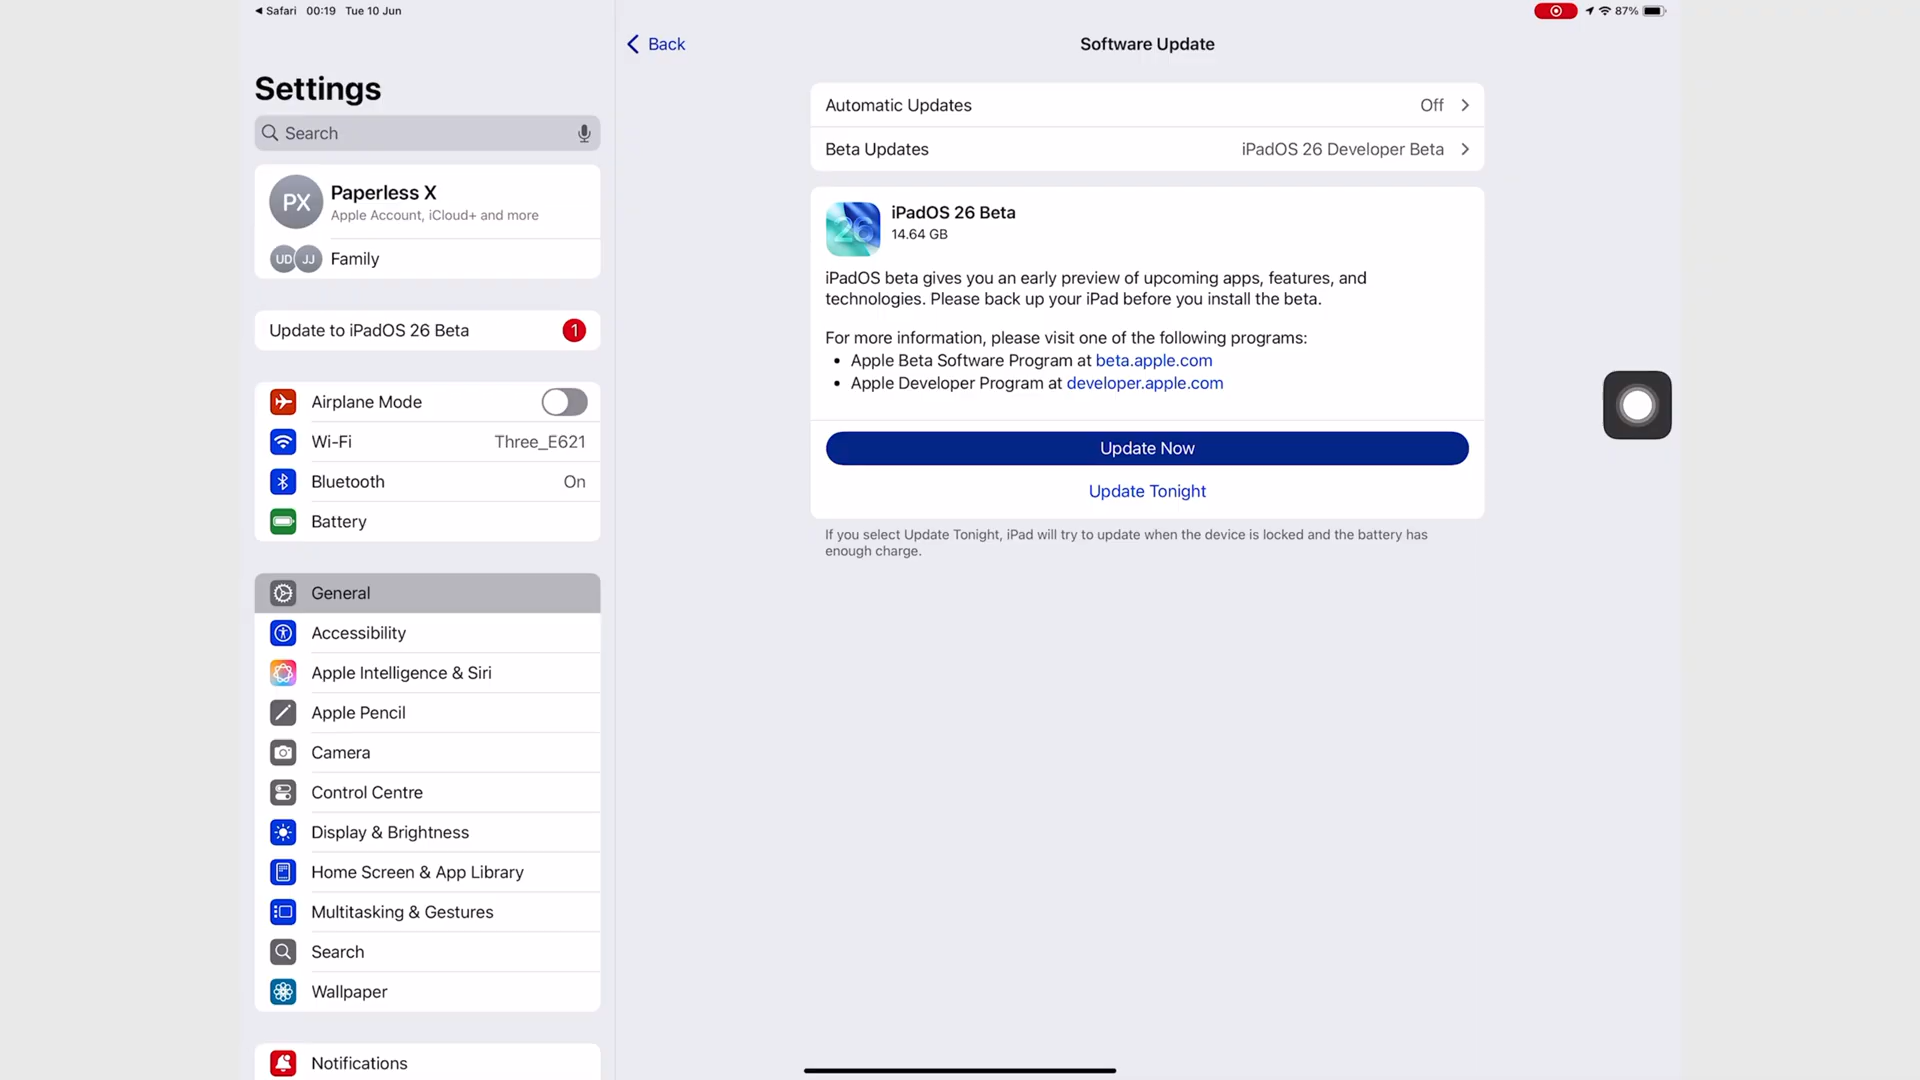 Safari 00:19 Tue 10 Jun
87%
Settings
Search
PX
Paperless X
Apple Account, iCloud+ and more
UD JJ Family
Update to iPadOS 26 Beta 1
Airplane Mode
Wi-Fi Three_E621
Bluetooth On
Battery
General
Accessibility
Apple Intelligence & Siri
Apple Pencil
Camera
Control Centre
Display & Brightness
Home Screen & App Library
Multitasking & Gestures
Search
Wallpaper
Notifications
Back
Software Update
Automatic Updates Off
Beta Updates iPadOS 26 Developer Beta
26
iPadOS 26 Beta
14.64 GB
iPadOS beta gives you an early preview of upcoming apps, features, and
technologies. Please back up your iPad before you install the beta.
For more information, please visit one of the following programs:
• Apple Beta Software Program at beta.apple.com
• Apple Developer Program at developer.apple.com
Update Now
Update Tonight
If you select Update Tonight, iPad will try to update when the device is locked and the battery has
enough charge.